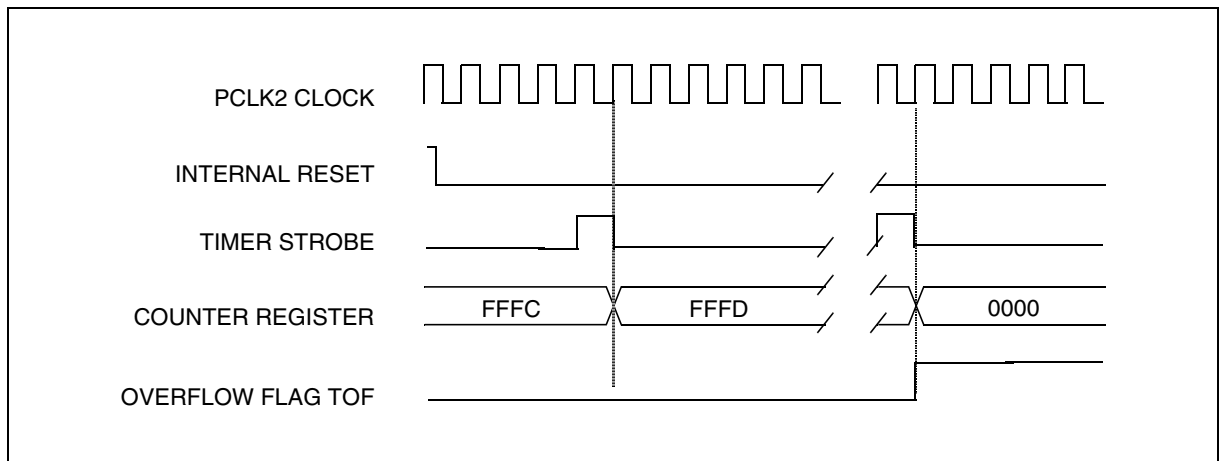 PCLK2 CLOCK
INTERNAL RESET
TIMER STROBE
COUNTER REGISTER FFFC FFFD 0000
OVERFLOW FLAG TOF